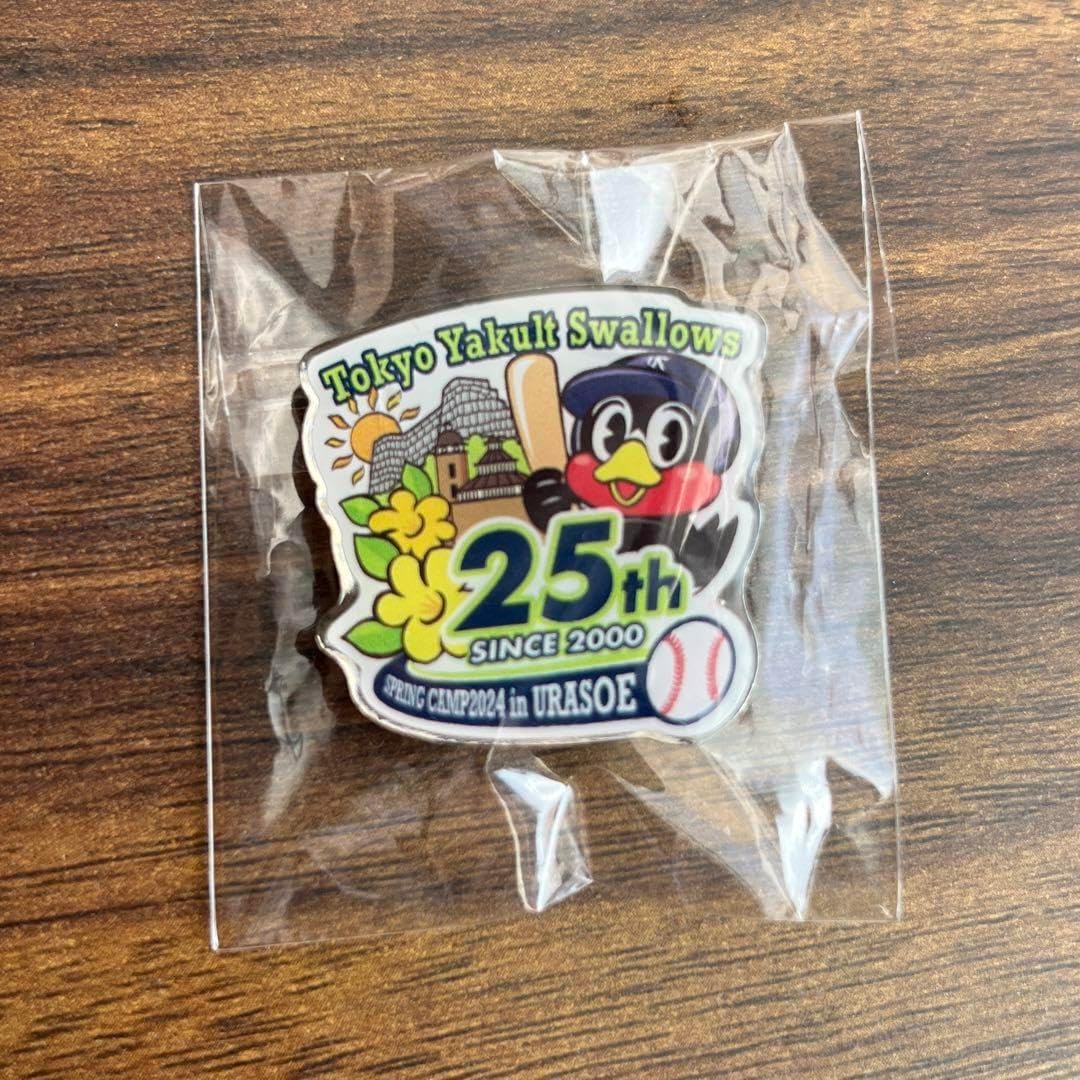 Tokyo Yakult Swallows
25th
SINCE 2000
SPRING CAMP2024 in URASOE